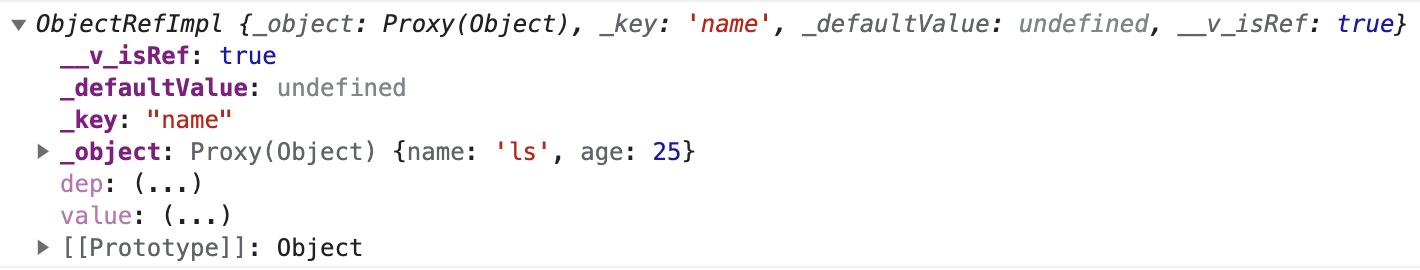 ▼ ObjectRefImpl {_object: Proxy(Object), _key: 'name', _defaultValue: undefined, __v_isRef: true}
__v_isRef: true
_defaultValue: undefined
_key: "name"
▶ _object: Proxy(Object) {name: 'ls', age: 25}
dep: (...)
value: (...)
▶ [[Prototype]]: Object